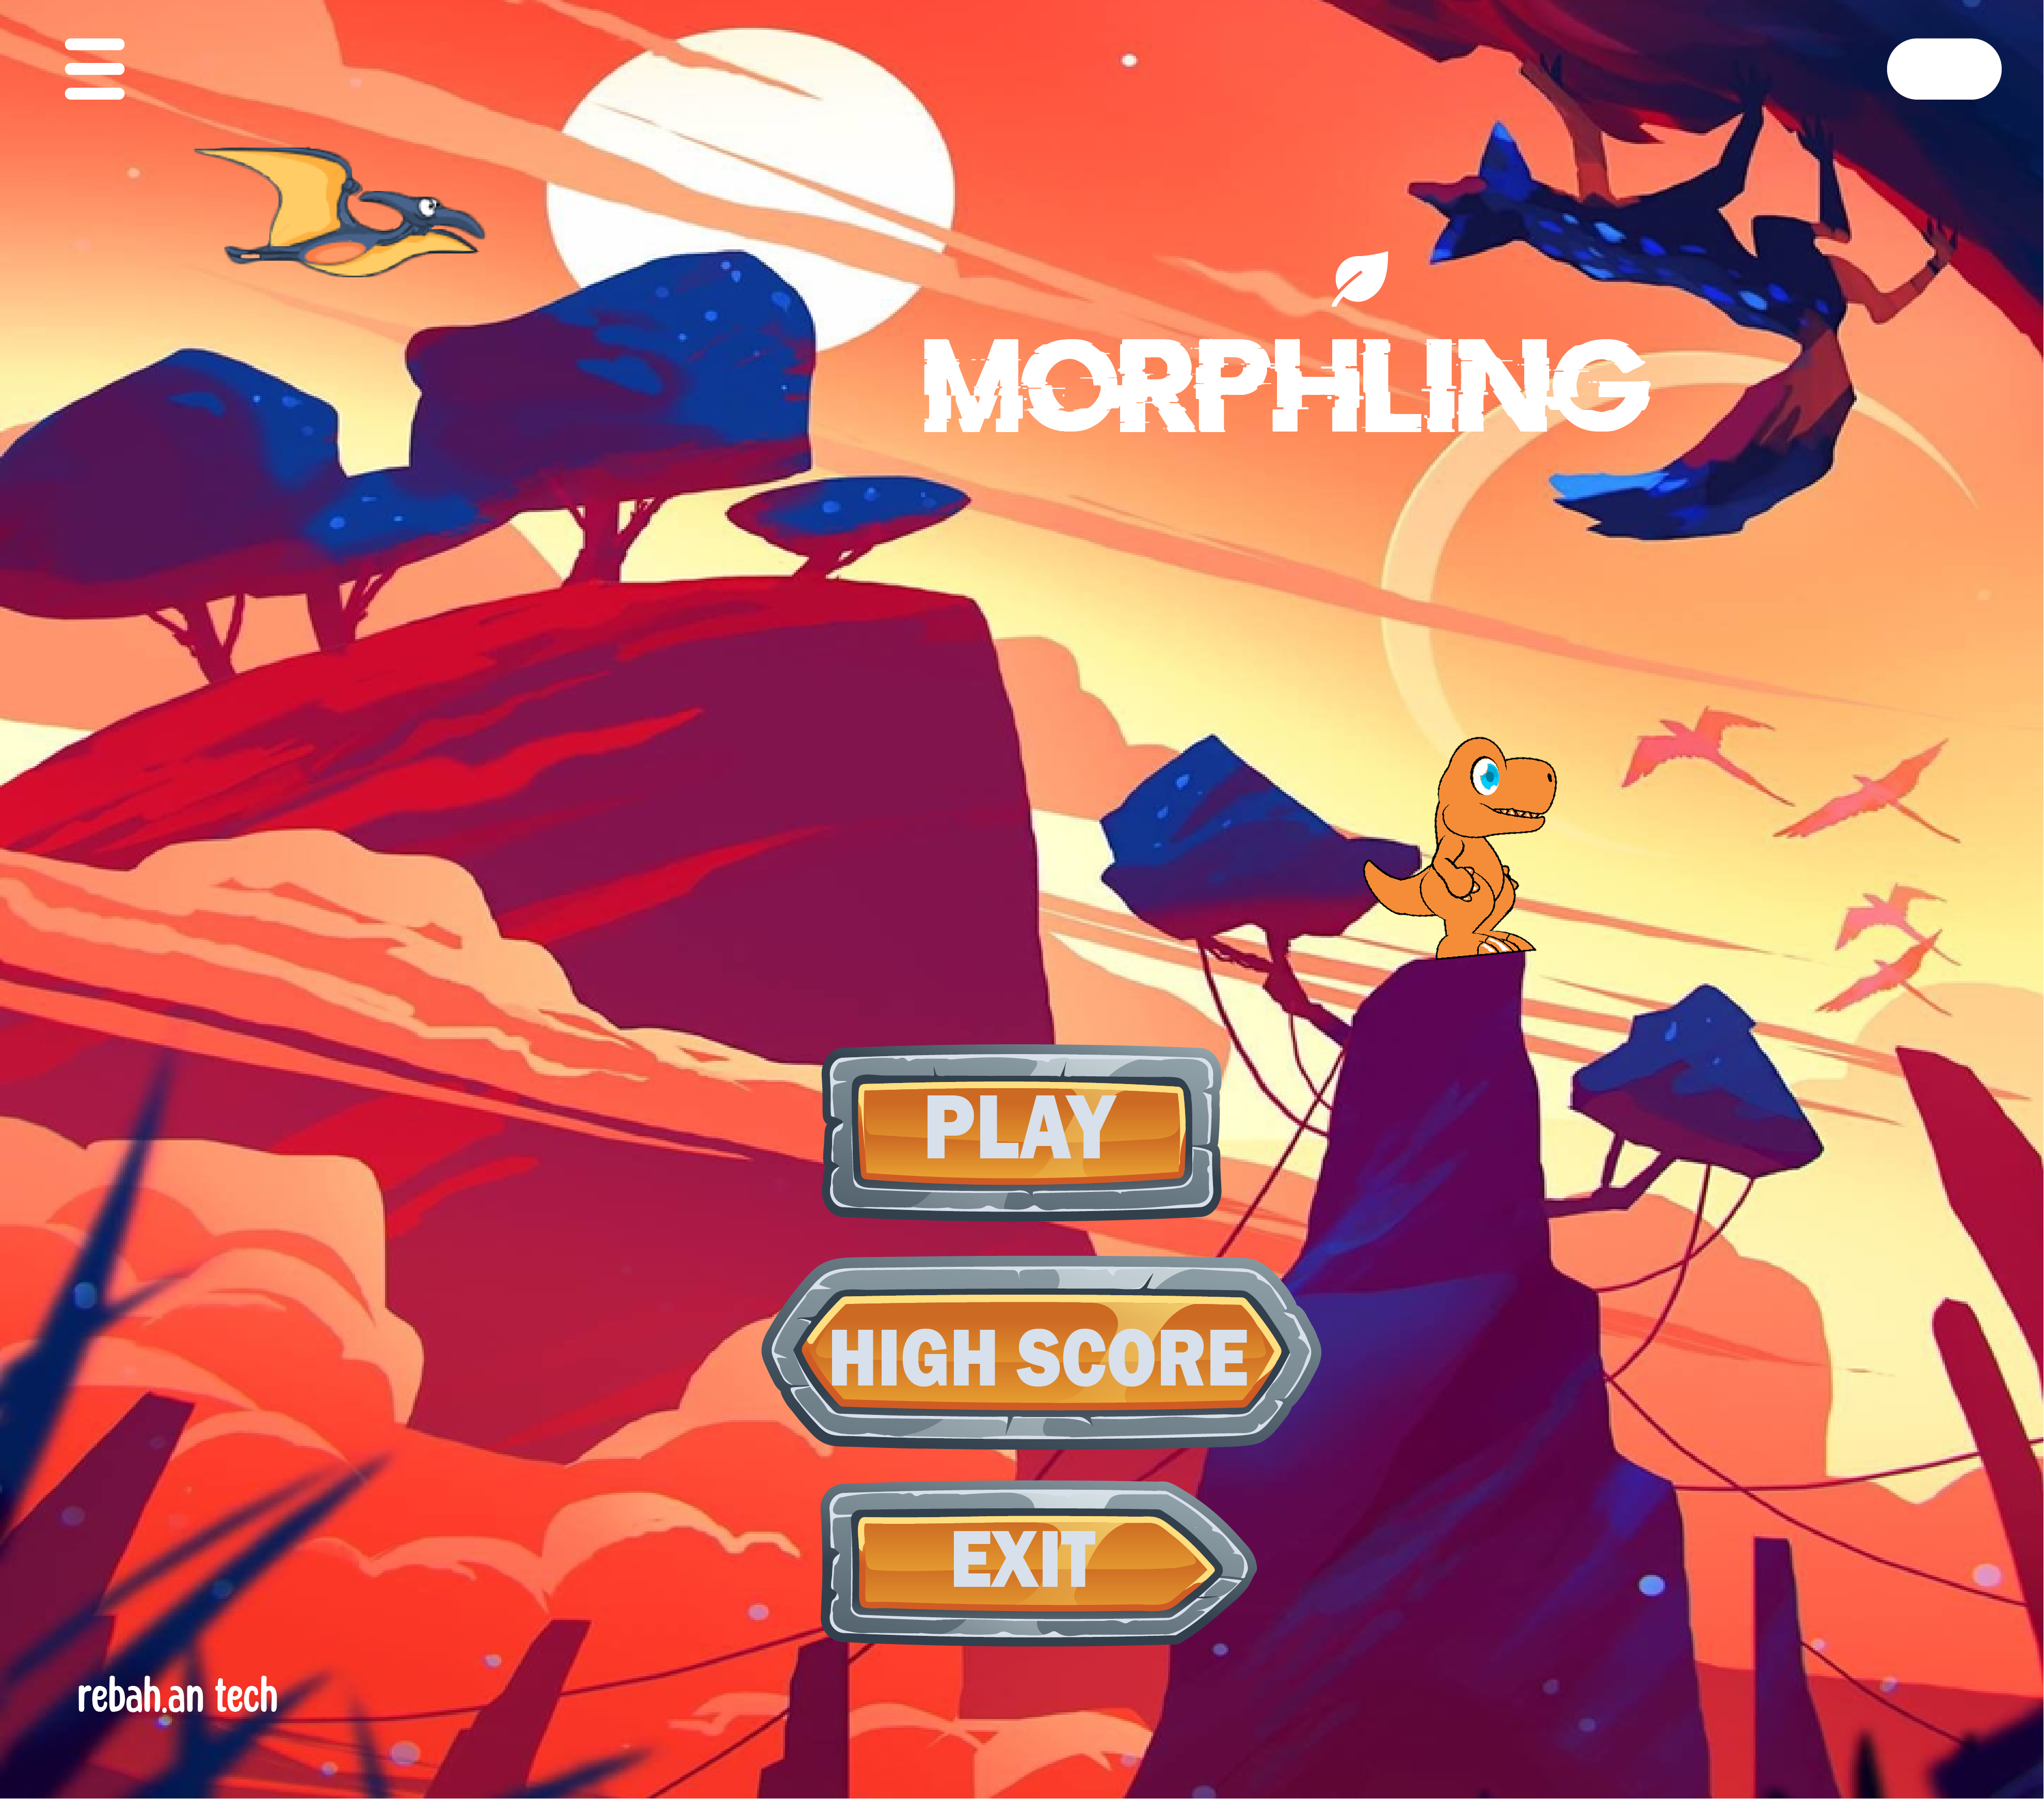 MORPHLING
PLAY
HIGH SCORE
EXIT
rebah.an tech